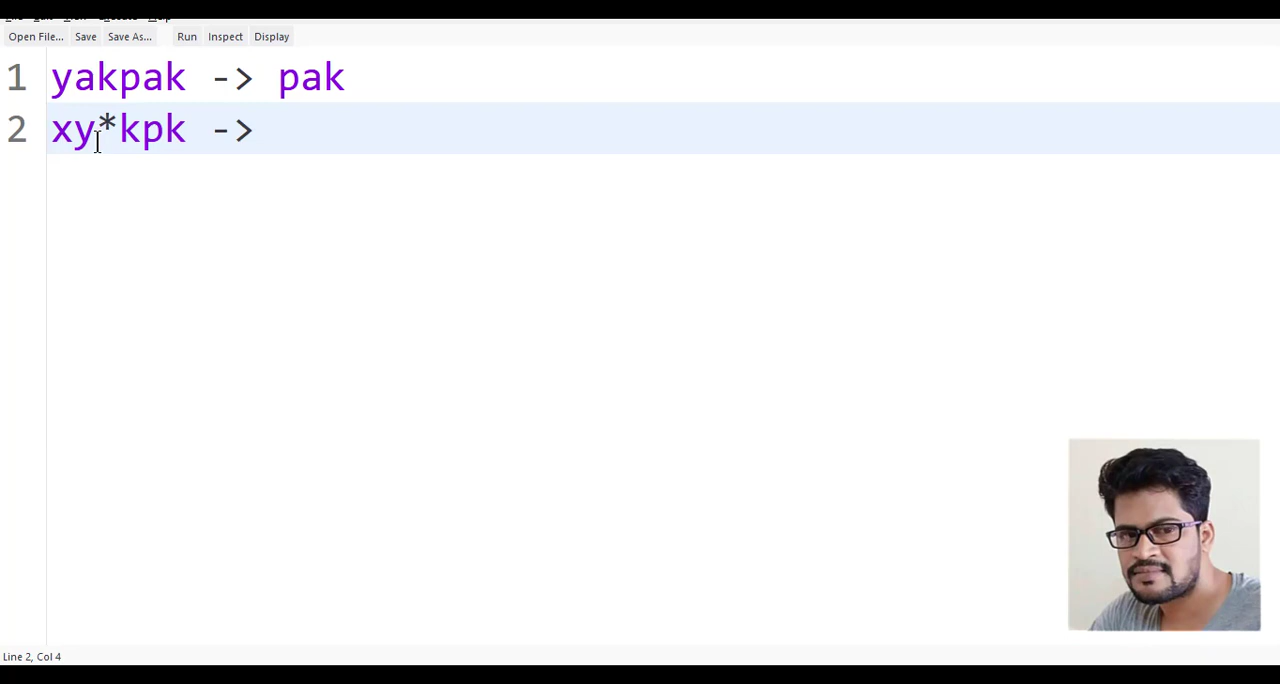 Open File... Save Save As... Run Inspect Display
1 yakpak -> pak
2 xy*kpk ->
Line 2, Col 4